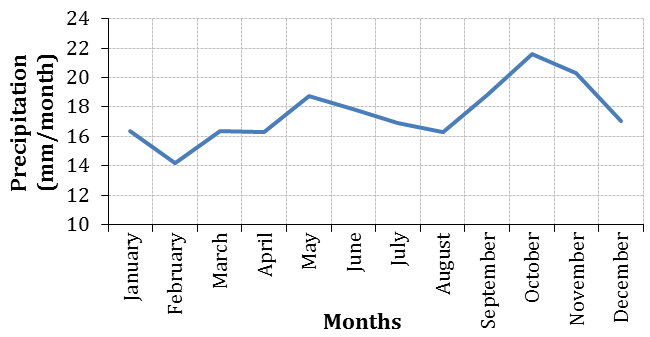 Precipitation
(mm/month)
24
22
20
18
16
14
12
10
January
February
March
April
May
June
July
August
September
October
November
December
Months